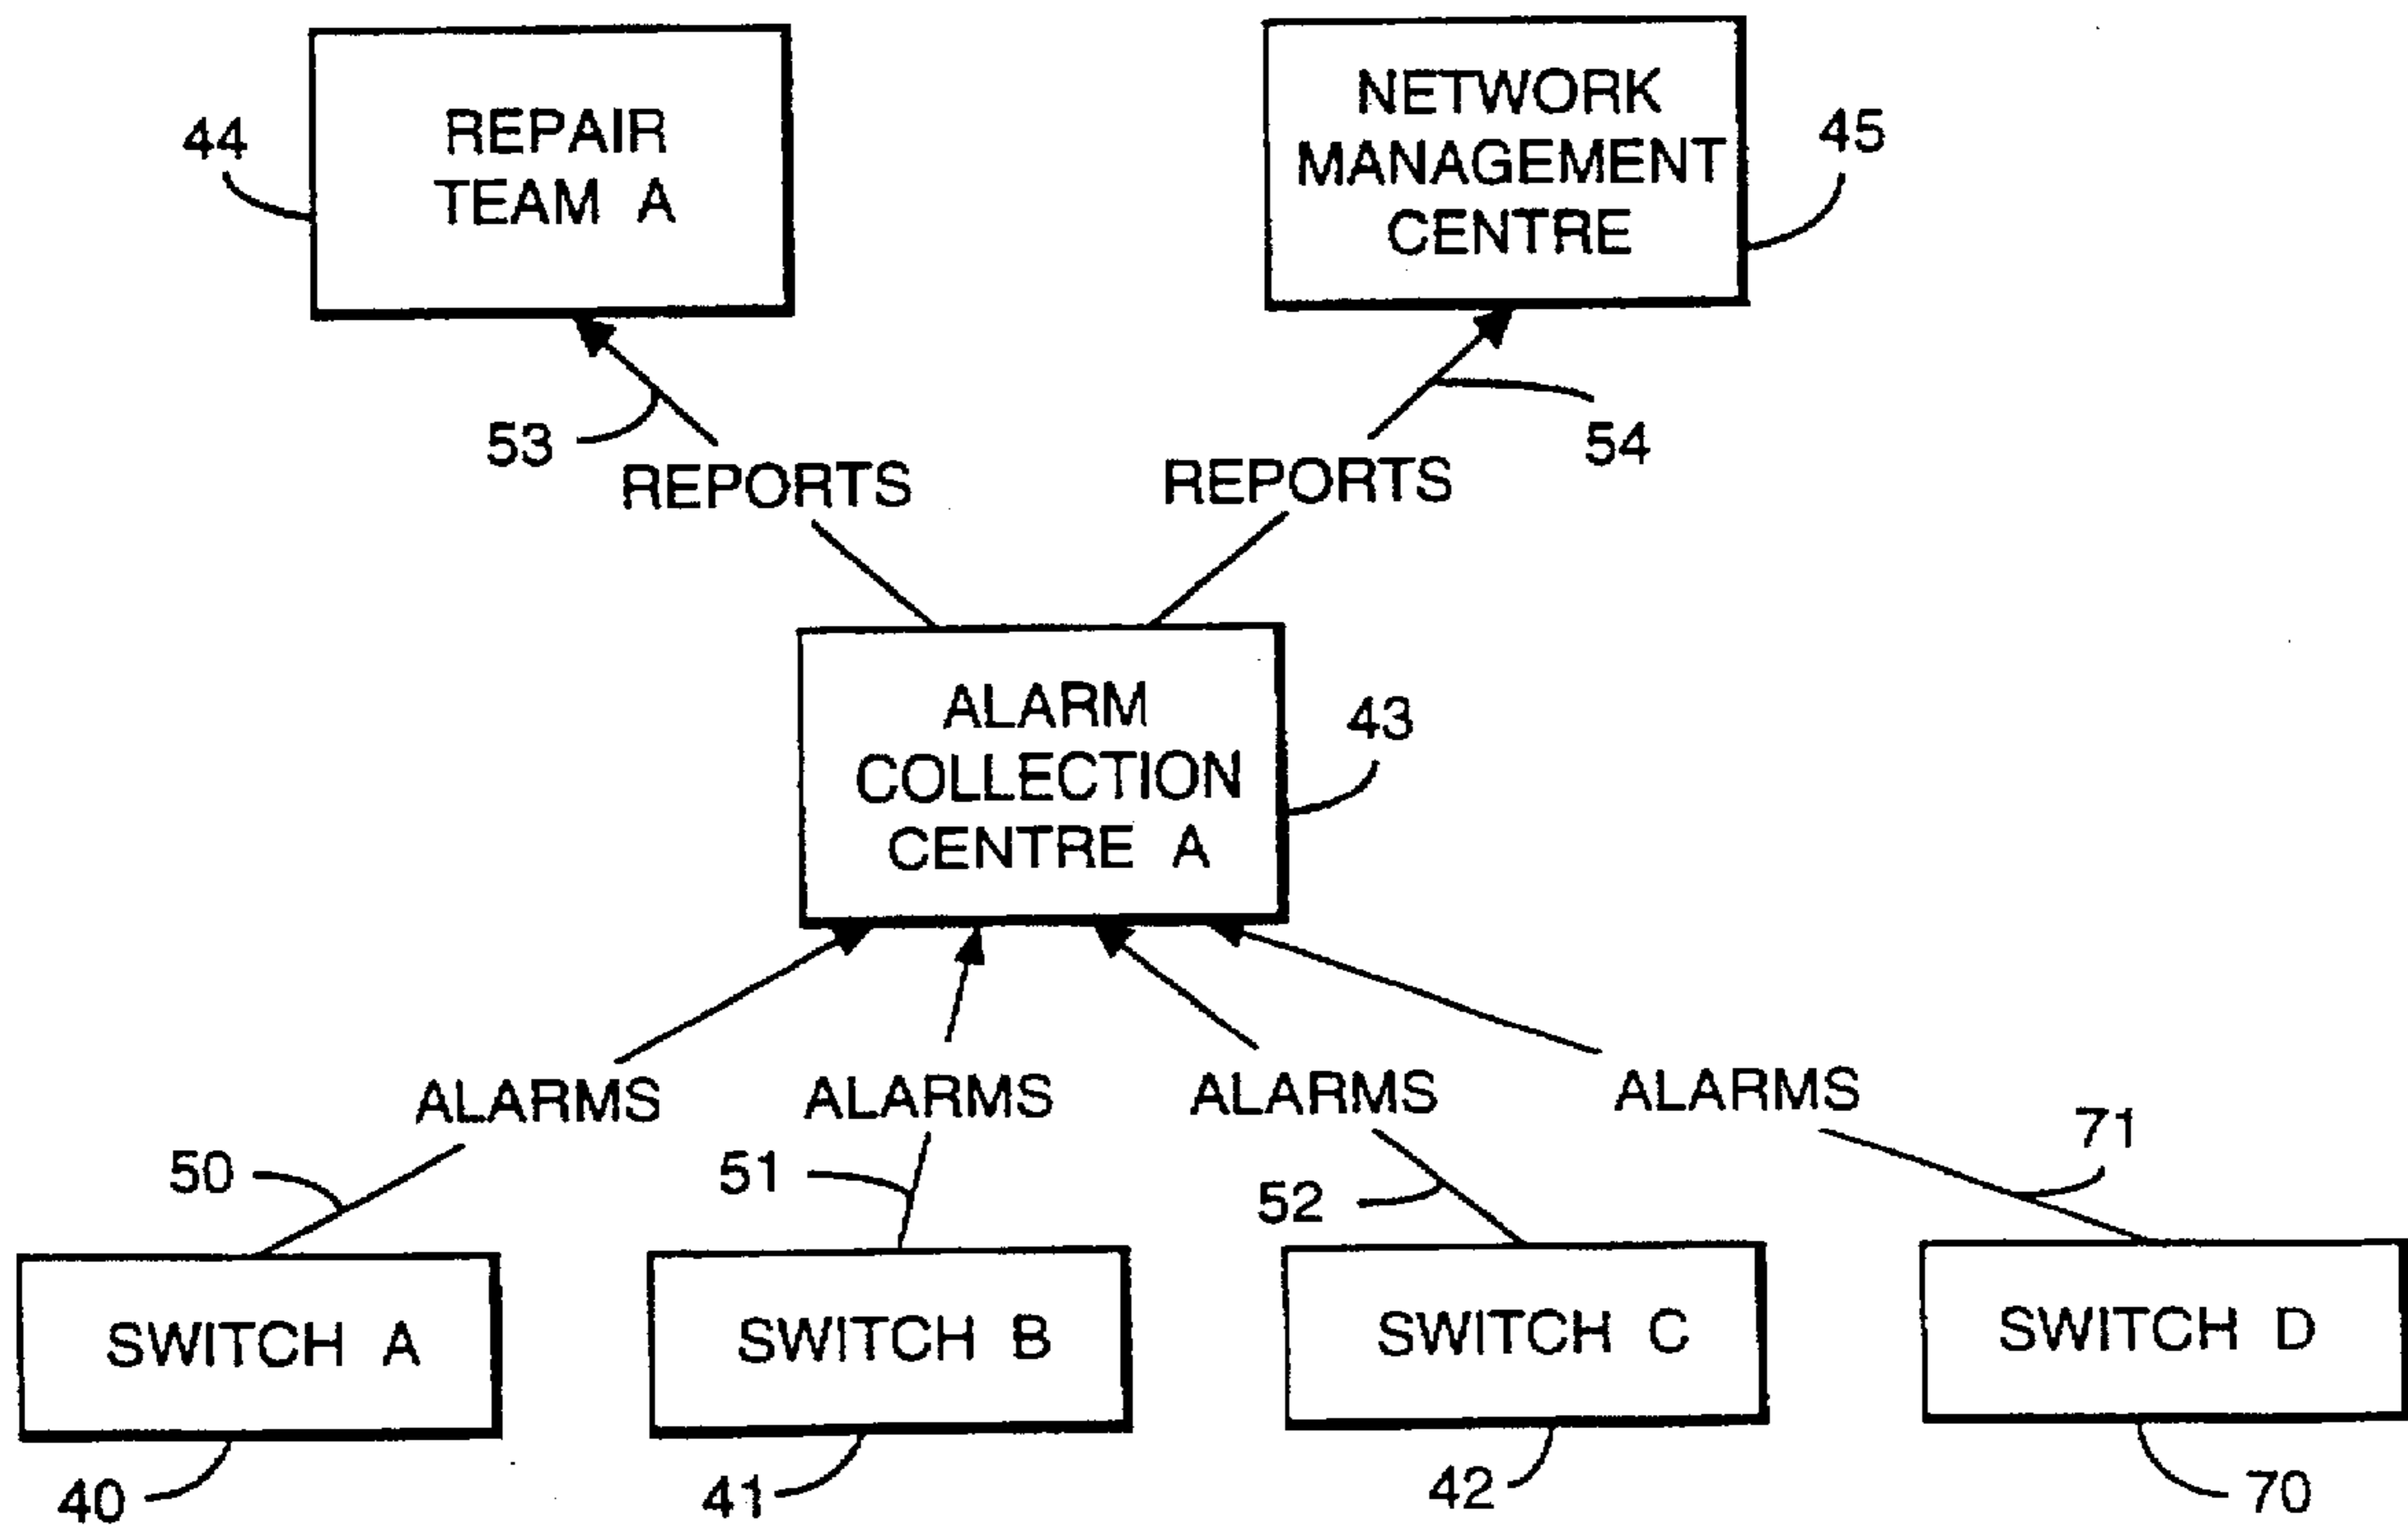 REPAIR
TEAM A
44
NETWORK
MANAGEMENT
CENTRE
45
53
REPORTS
REPORTS
54
ALARM
COLLECTION
CENTRE A
43
ALARMS
ALARMS
ALARMS
ALARMS
50
51
52
71
SWITCH A
SWITCH B
SWITCH C
SWITCH D
40
41
42
70